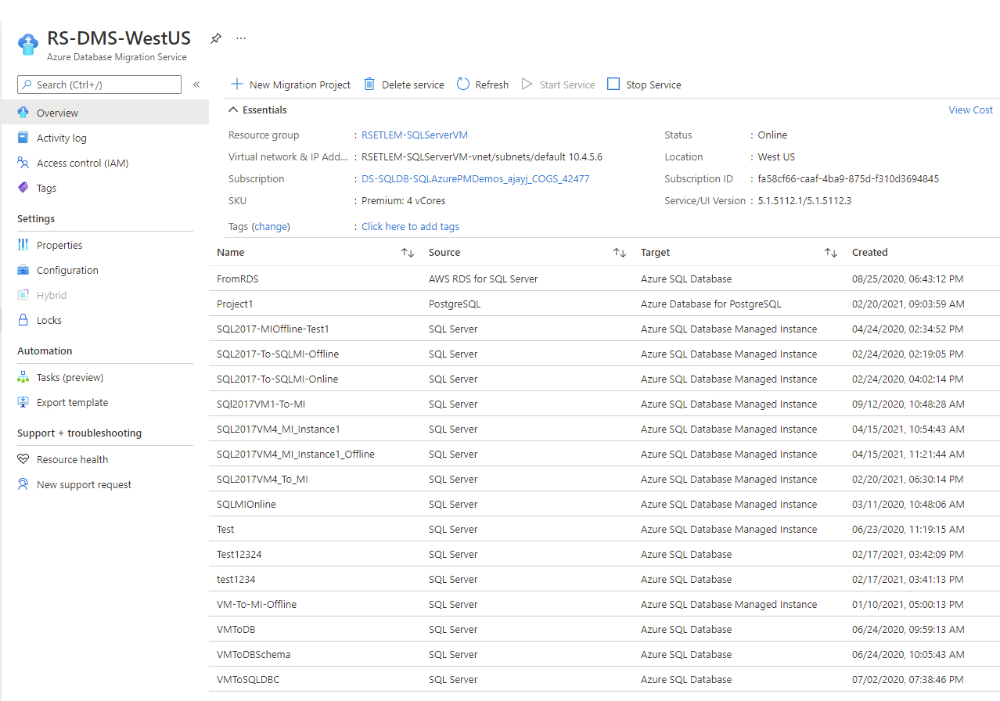 RS-DMS-WestUS
Azure Database Migration Service
Search (Ctrl+/)
Overview
Activity log
Access control (IAM)
Tags
Settings
Properties
Configuration
Hybrid
Locks
Automation
Tasks (preview)
Export template
Support + troubleshooting
Resource health
New support request
New Migration Project Delete service Refresh Start Service Stop Service
Essentials View Cost
Resource group : RSETLEM-SQLServerVM Status : Online
Virtual network & IP Add... : RSETLEM-SQLServerVM-vnet/subnets/default 10.4.5.6 Location : West US
Subscription : DS-SQLDB-SQLAzurePMDemos_ajayj_COGS_42477 Subscription ID : fa58cf66-caaf-4ba9-875d-f310d3694845
SKU : Premium: 4 vCores Service/UI Version : 5.1.5112.1/5.1.5112.3
Tags (change) : Click here to add tags
Name Source Target Created
FromRDS AWS RDS for SQL Server Azure SQL Database 08/25/2020, 06:43:12 PM
Project1 PostgreSQL Azure Database for PostgreSQL 02/20/2021, 09:03:59 AM
SQL2017-MIOffline-Test1 SQL Server Azure SQL Database Managed Instance 04/24/2020, 02:34:52 PM
SQL2017-To-SQLMI-Offline SQL Server Azure SQL Database Managed Instance 02/24/2020, 02:19:05 PM
SQL2017-To-SQLMI-Online SQL Server Azure SQL Database Managed Instance 02/24/2020, 04:02:14 PM
SQl2017VM1-To-MI SQL Server Azure SQL Database Managed Instance 09/12/2020, 10:48:28 AM
SQL2017VM4_MI_Instance1 SQL Server Azure SQL Database Managed Instance 04/15/2021, 10:54:43 AM
SQL2017VM4_MI_Instance1_Offline SQL Server Azure SQL Database Managed Instance 04/15/2021, 11:21:44 AM
SQL2017VM4_To_MI SQL Server Azure SQL Database Managed Instance 02/20/2021, 06:30:14 PM
SQLMIOnline SQL Server Azure SQL Database Managed Instance 03/11/2020, 10:48:06 AM
Test SQL Server Azure SQL Database Managed Instance 06/23/2020, 11:19:15 AM
Test12324 SQL Server Azure SQL Database 02/17/2021, 03:42:09 PM
test1234 SQL Server Azure SQL Database 02/17/2021, 03:41:13 PM
VM-To-MI-Offline SQL Server Azure SQL Database Managed Instance 01/10/2021, 05:00:13 PM
VMToDB SQL Server Azure SQL Database 06/24/2020, 09:59:13 AM
VMToDBSchema SQL Server Azure SQL Database 06/24/2020, 10:05:43 AM
VMToSQLDBC SQL Server Azure SQL Database 07/02/2020, 07:38:46 PM